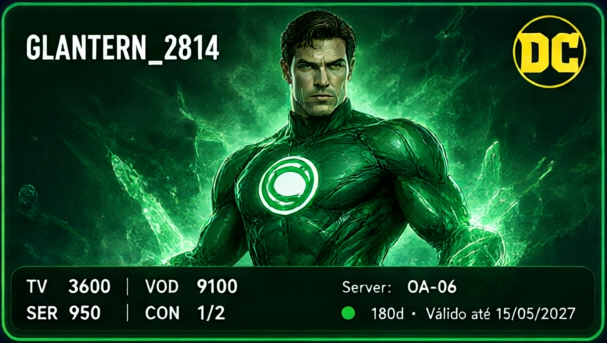 GLANTERN_2814
DC
TV 3600 | VOD 9100
SER 950 | CON 1/2
Server: OA-06
180d • Válido até 15/05/2027